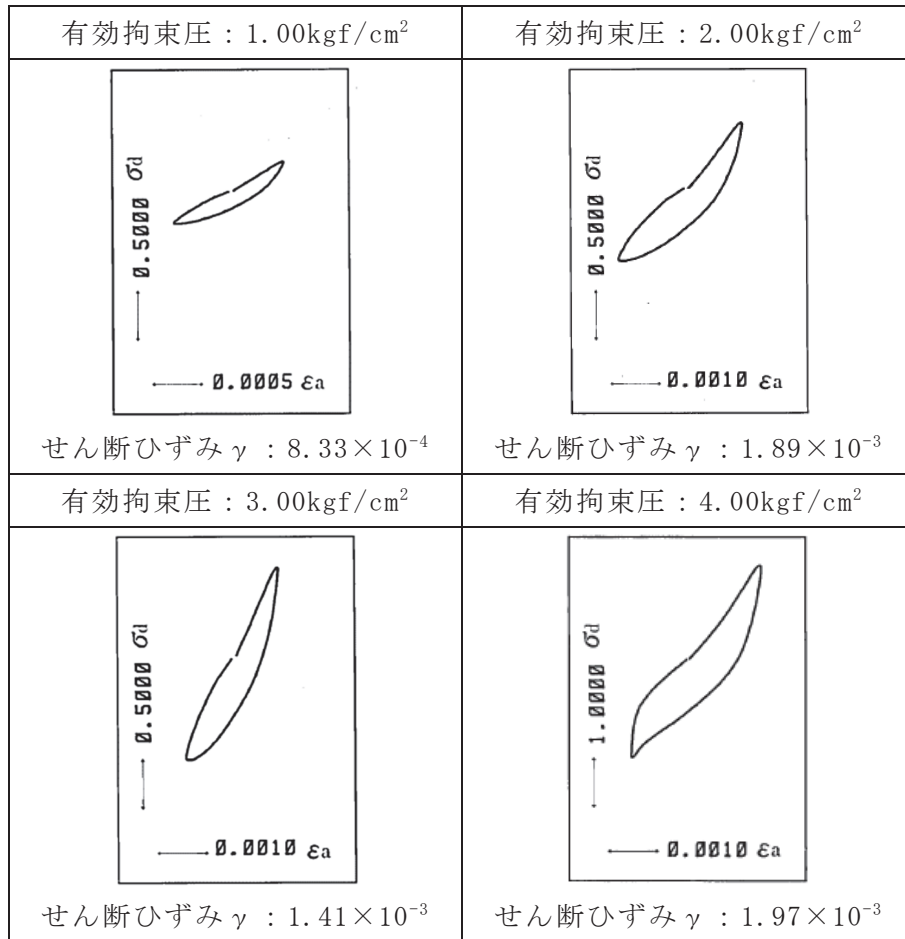 有効拘束圧：1.00kgf/cm²
有効拘束圧：2.00kgf/cm²
0.5000 σd
0.0005 εa
0.5000 σd
0.0010 εa
せん断ひずみγ：8.33×10⁻⁴
せん断ひずみγ：1.89×10⁻³
有効拘束圧：3.00kgf/cm²
有効拘束圧：4.00kgf/cm²
0.5000 σd
0.0010 εa
1.0000 σd
0.0010 εa
せん断ひずみγ：1.41×10⁻³
せん断ひずみγ：1.97×10⁻³